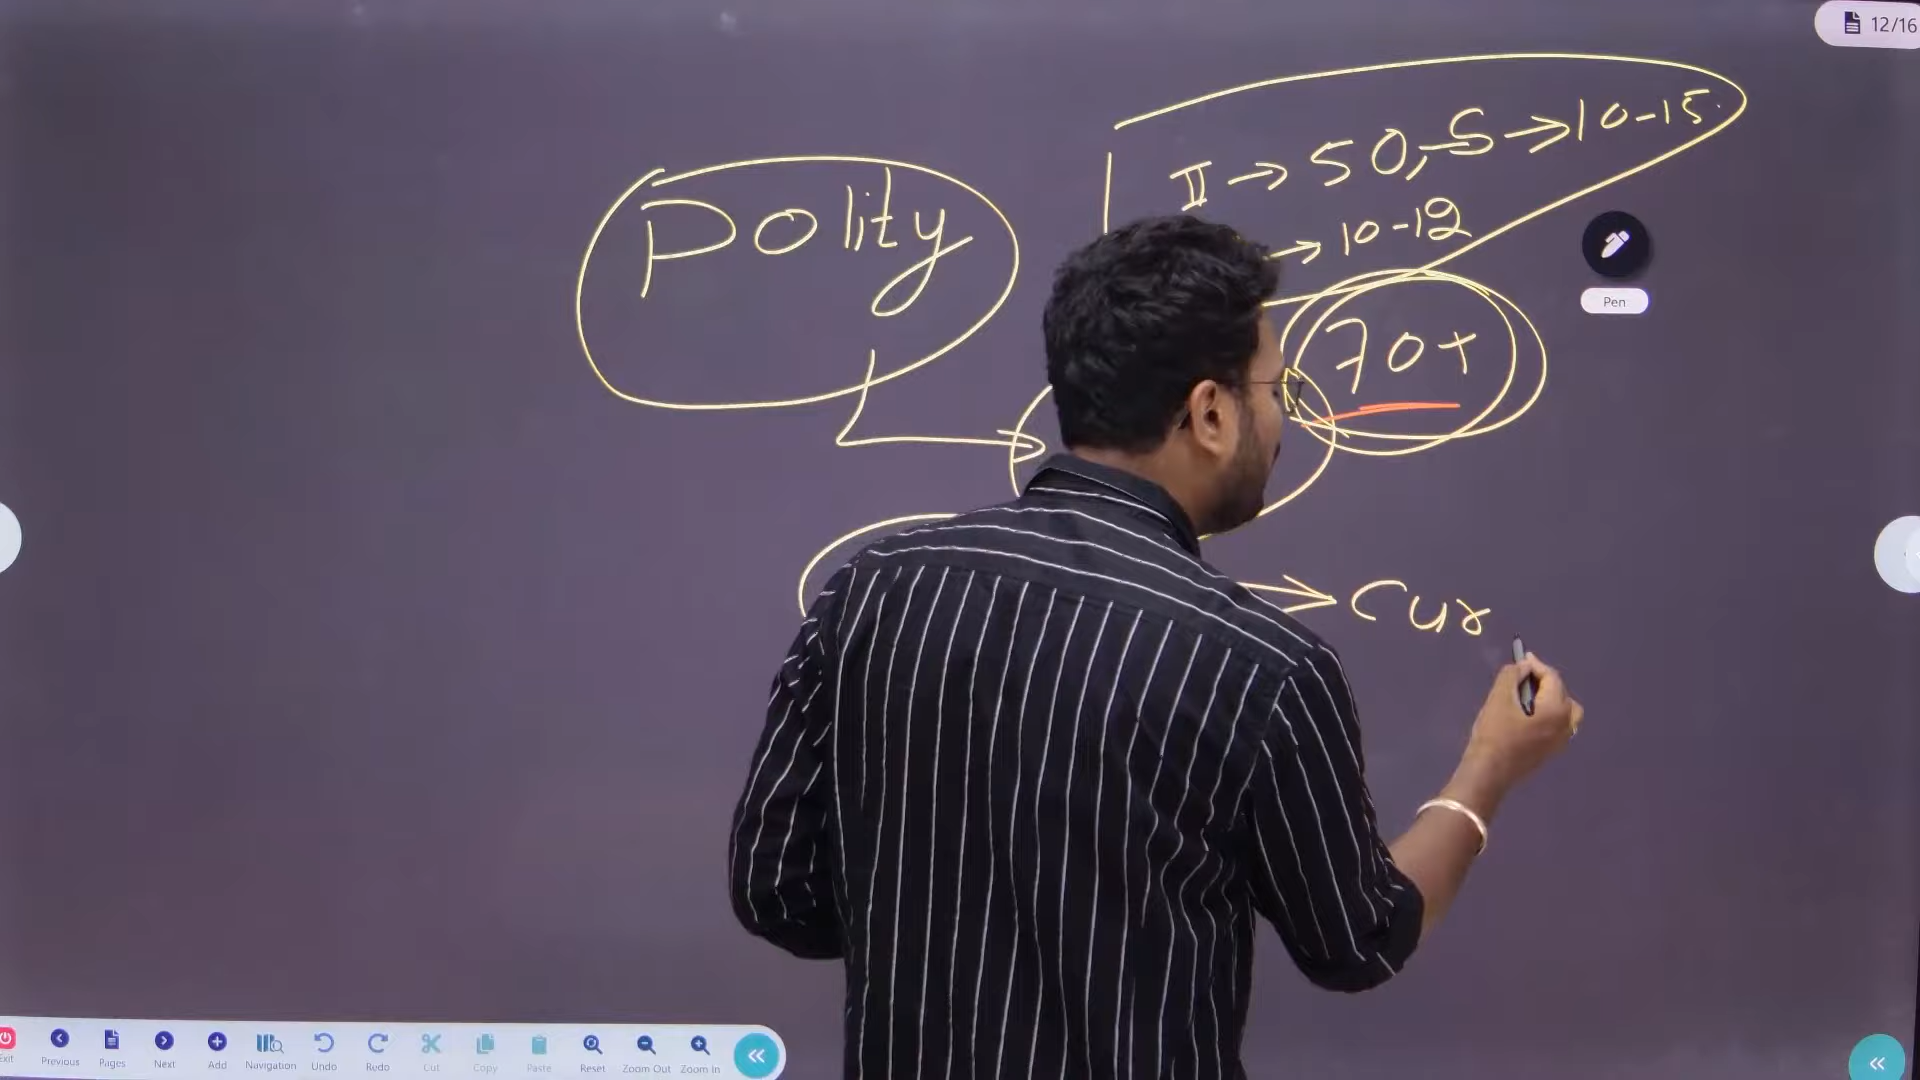 12/16
II → 50, S → 10-15
Polity
→ 10-12
Pen
70+
→ Cur
Exit Previous Pages Next Add Navigation Undo Redo Cut Copy Paste Reset Zoom Out Zoom In